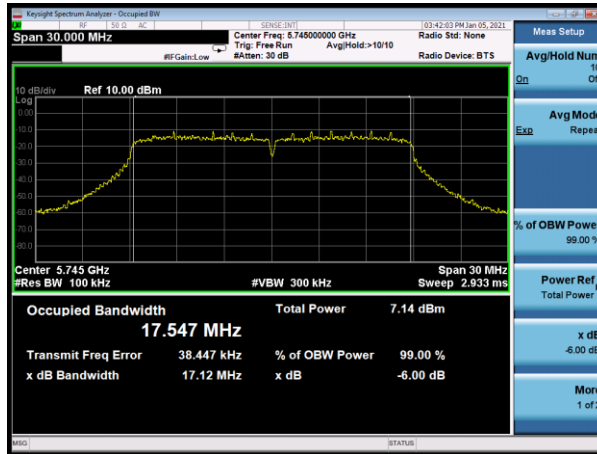 Keysight Spectrum Analyzer - Occupied BW
RF 50 Ω AC SENSE:INT 03:42:03 PM Jan 05, 2021
Span 30.000 MHz
Center Freq: 5.745000000 GHz
Radio Std: None
Trig: Free Run Avg|Hold:>10/10
#IFGain:Low #Atten: 30 dB Radio Device: BTS
10 dB/div Ref 10.00 dBm
Log
0.00
-10.0
-20.0
-30.0
-40.0
-50.0
-60.0
-70.0
-80.0
Center 5.745 GHz Span 30 MHz
#Res BW 100 kHz #VBW 300 kHz Sweep 2.933 ms
Occupied Bandwidth Total Power 7.14 dBm
17.547 MHz
Transmit Freq Error 38.447 kHz % of OBW Power 99.00 %
x dB Bandwidth 17.12 MHz x dB -6.00 dB
MSG STATUS
Meas Setup
Avg/Hold Num
10
On
Avg Mode
Exp Repea
% of OBW Powe
99.00 %
Power Ref
Total Power
x dB
-6.00 dB
More
1 of